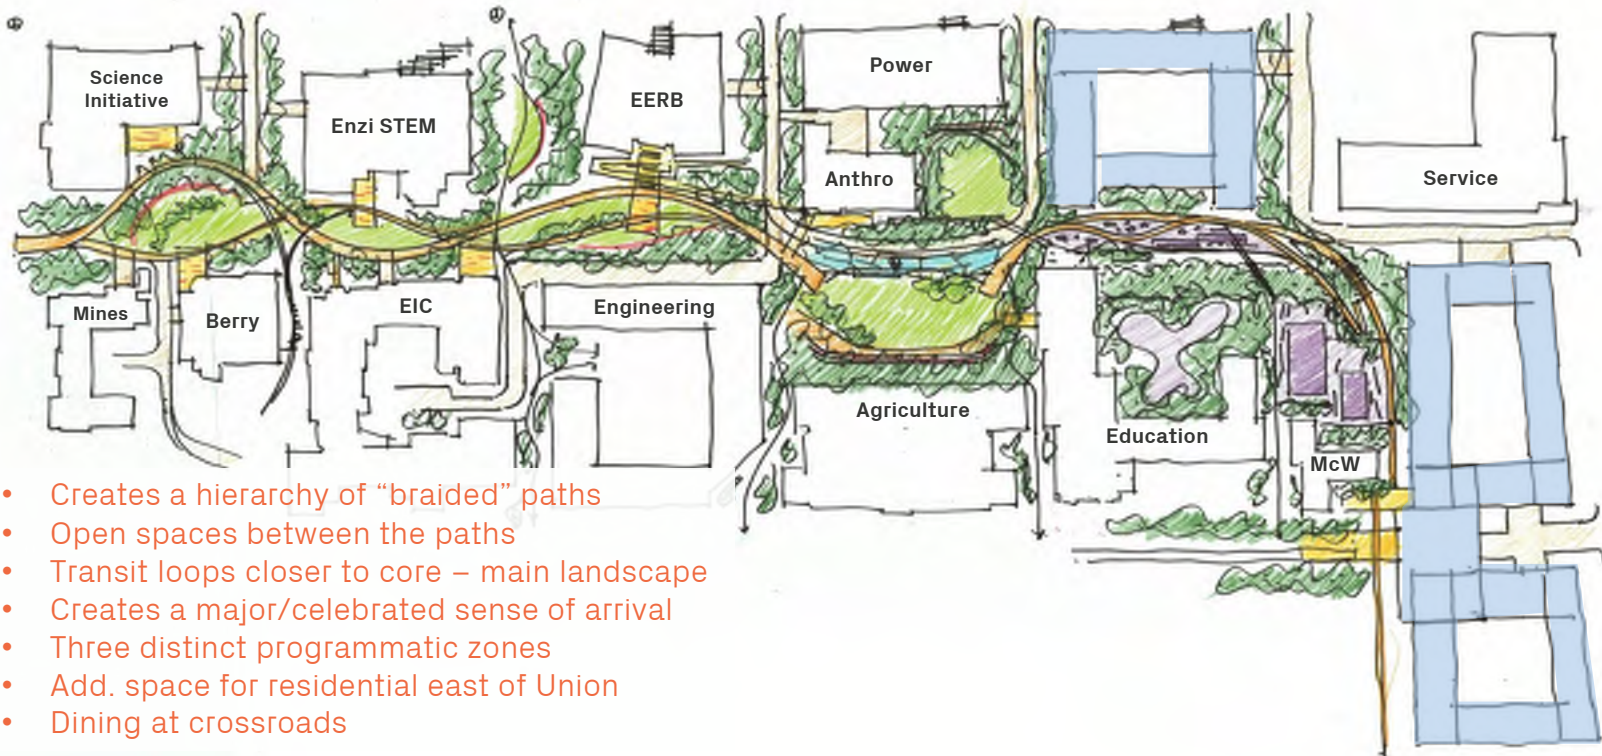 Science
Initiative
Enzi STEM
EERB
Power
Anthro
Service
Mines
Berry
EIC
Engineering
Agriculture
Education
McW
• Creates a hierarchy of “braided” paths
• Open spaces between the paths
• Transit loops closer to core – main landscape
• Creates a major/celebrated sense of arrival
• Three distinct programmatic zones
• Add. space for residential east of Union
• Dining at crossroads